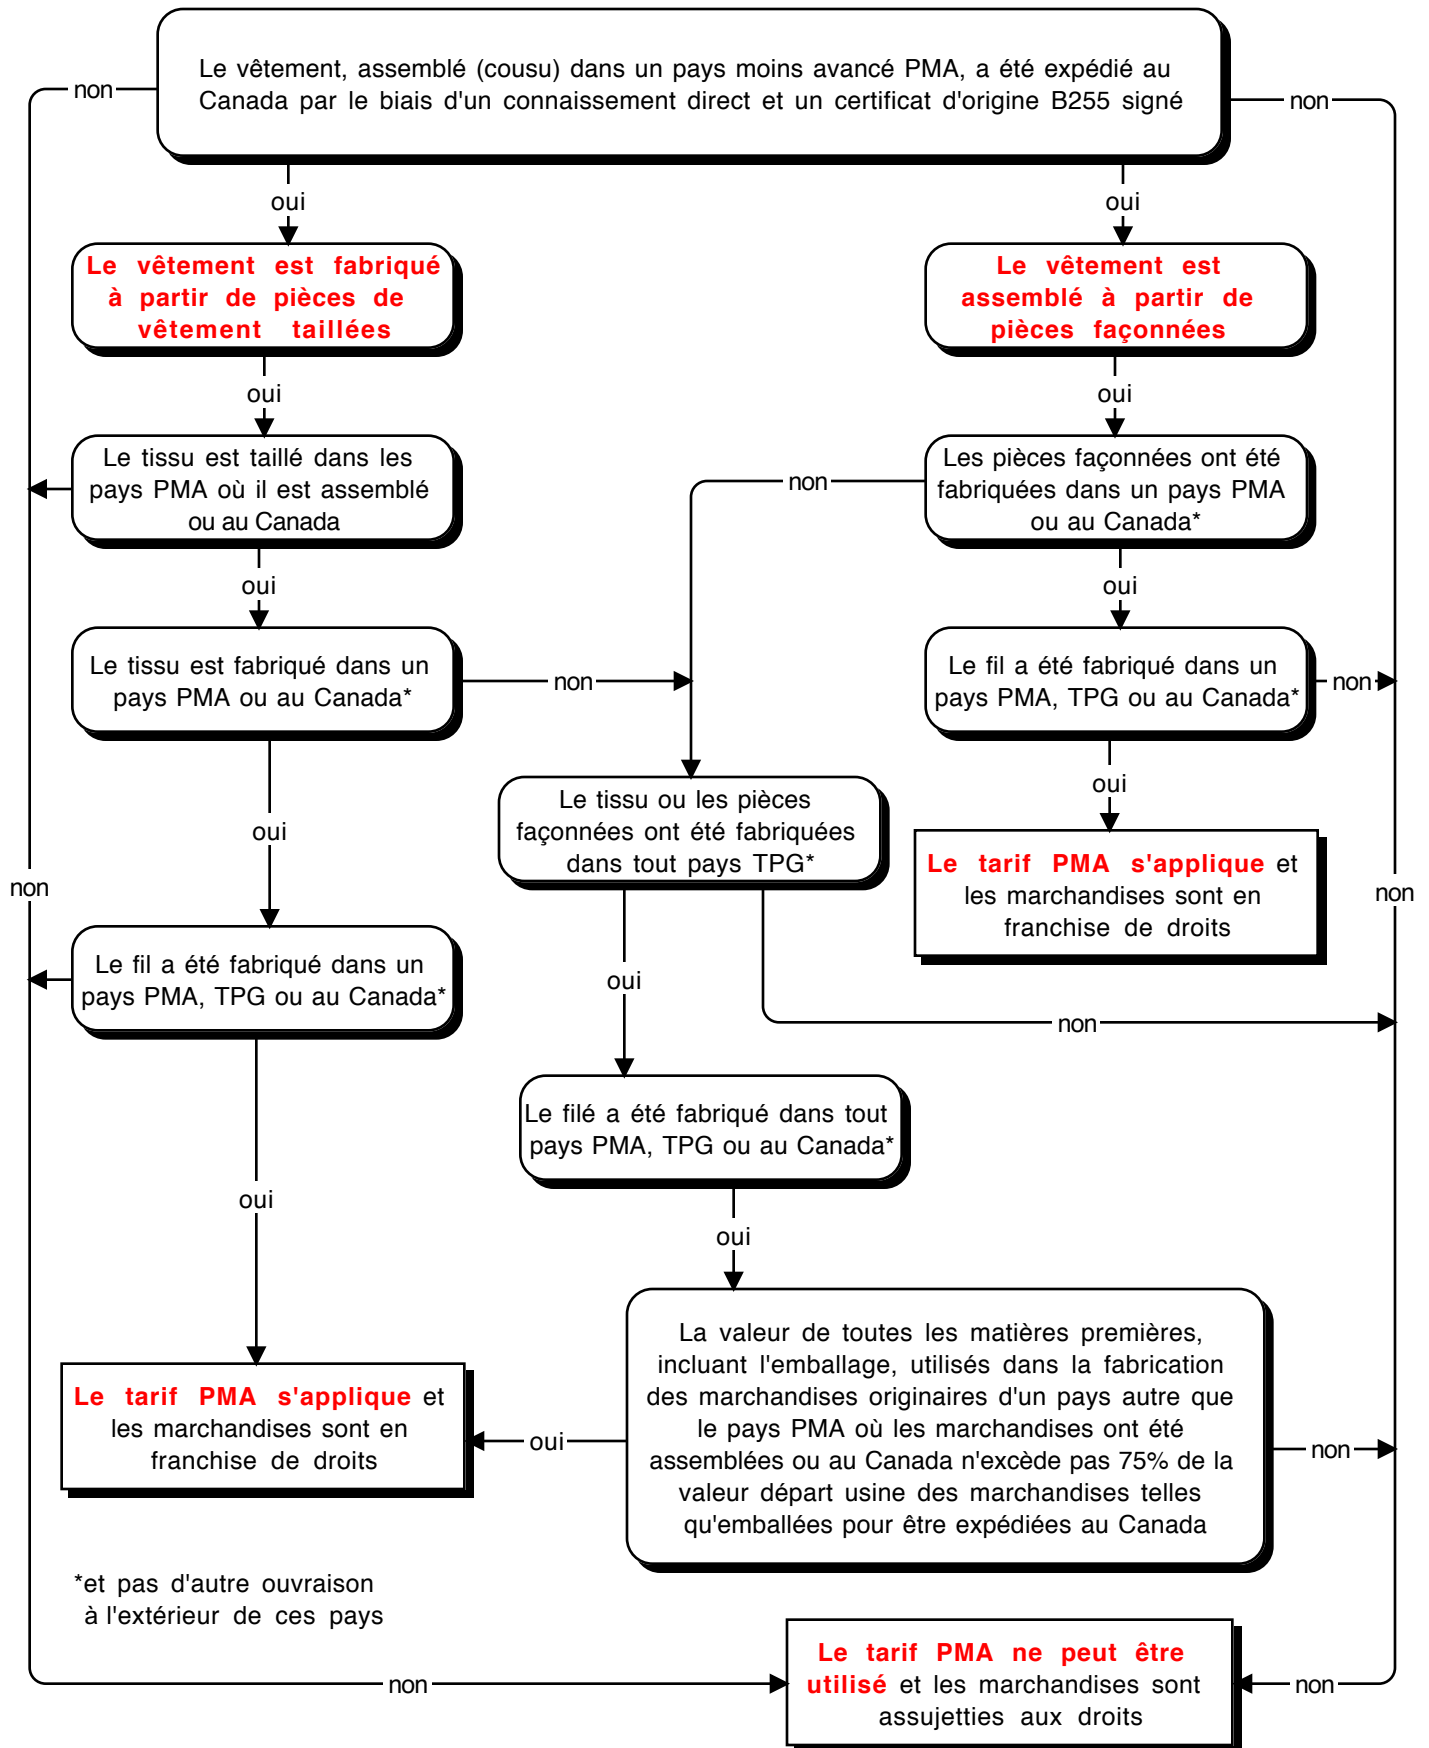 Le vêtement, assemblé (cousu) dans un pays moins avancé PMA, a été expédié au
Canada par le biais d'un connaissement direct et un certificat d'origine B255 signé
non
non
oui
oui
Le vêtement est fabriqué
à partir de pièces de
vêtement taillées
Le vêtement est
assemblé à partir de
pièces façonnées
oui
oui
Le tissu est taillé dans les
pays PMA où il est assemblé
ou au Canada
non
Les pièces façonnées ont été
fabriquées dans un pays PMA
ou au Canada*
oui
oui
Le tissu est fabriqué dans un
pays PMA ou au Canada*
non
Le fil a été fabriqué dans un
pays PMA, TPG ou au Canada*
non
oui
oui
Le tissu ou les pièces
façonnées ont été fabriquées
dans tout pays TPG*
Le tarif PMA s'applique et
les marchandises sont en
franchise de droits
non
non
Le fil a été fabriqué dans un
pays PMA, TPG ou au Canada*
oui
non
Le filé a été fabriqué dans tout
pays PMA, TPG ou au Canada*
oui
oui
La valeur de toutes les matières premières,
incluant l'emballage, utilisés dans la fabrication
des marchandises originaires d'un pays autre que
le pays PMA où les marchandises ont été
assemblées ou au Canada n'excède pas 75% de la
valeur départ usine des marchandises telles
qu'emballées pour être expédiées au Canada
Le tarif PMA s'applique et
les marchandises sont en
franchise de droits
oui
non
*et pas d'autre ouvraison
à l'extérieur de ces pays
non
Le tarif PMA ne peut être
utilisé et les marchandises sont
assujetties aux droits
non